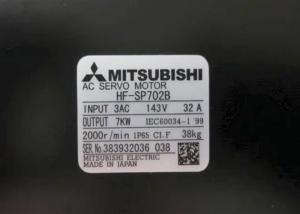 MITSUBISHI
AC SERVO MOTOR
HF-SP702B
INPUT 3AC 143V 32A
OUTPUT 7KW IEC60034-1'99
2000r/min IP65 CI.F 38kg
SER.No.383932036 038
MITSUBISHI ELECTRIC
MADE IN JAPAN